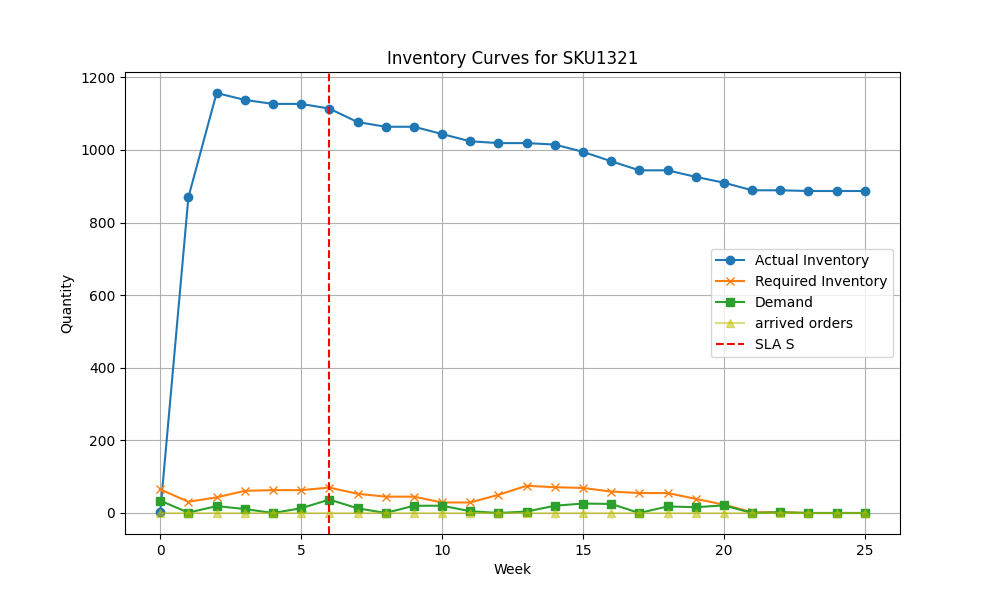 Inventory Curves for SKU1321
1200
1000
800
600
400
200
0
Quantity
Actual Inventory
Required Inventory
Demand
arrived orders
SLA S
0 5 10 15 20 25
Week